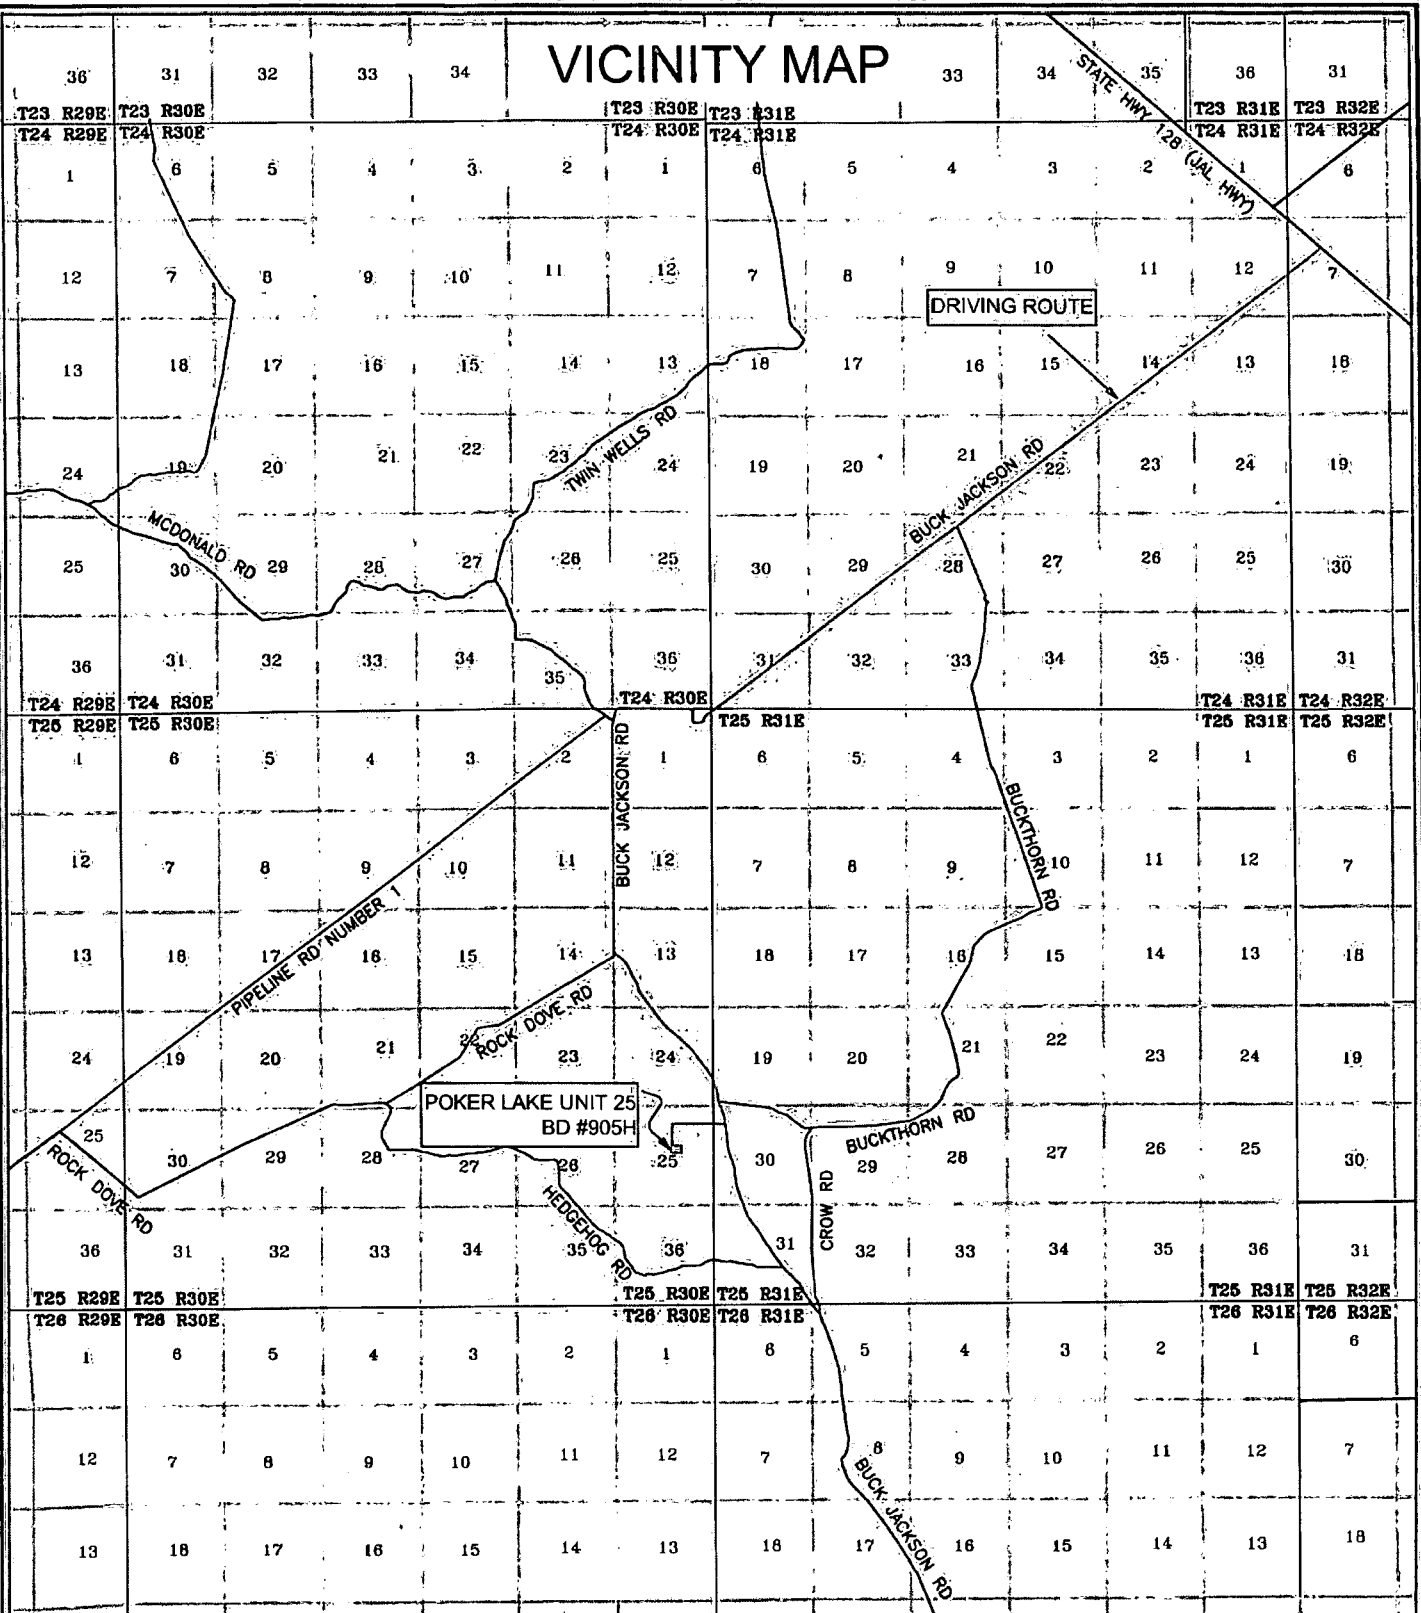 VICINITY MAP
36 31 32 33 34 33 34 35 36 31
STATE HWY 128 (JAL HWY)
T23 R29E T23 R30E T23 R30E T23 R31E T23 R31E T23 R32E
T24 R29E T24 R30E T24 R30E T24 R31E T24 R31E T24 R32E
1 6 5 4 3 2 1 6 5 4 3 2 1 6
12 7 8 9 10 11 12 7 8 9 10 11 12 7
DRIVING ROUTE
13 18 17 16 15 14 13 18 17 16 15 14 13 18
TWIN WELLS RD
24 19 20 21 22 23 24 19 20 21 22 23 24 19
BUCK JACKSON RD
MCDONALD RD
25 30 29 28 27 26 25 30 29 28 27 26 25 30
36 31 32 33 34 35 36 31 32 33 34 35 36 31
T24 R29E T24 R30E T24 R30E T24 R31E T24 R32E
T25 R29E T25 R30E T25 R31E T25 R31E T25 R32E
1 6 5 4 3 2 1 6 5 4 3 2 1 6
BUCK JACKSON RD
BUCKTHORN RD
12 7 8 9 10 11 12 7 8 9 10 11 12 7
PIPELINE RD NUMBER 1
13 18 17 16 15 14 13 18 17 16 15 14 13 18
ROCK DOVE RD
24 19 20 21 22 23 24 19 20 21 22 23 24 19
POKER LAKE UNIT 25
BD #905H
BUCKTHORN RD
25 30 29 28 27 26 25 30 29 28 27 26 25 30
ROCK DOVE RD
HEDGEHOG RD
CROW RD
36 31 32 33 34 35 36 31 32 33 34 35 36 31
T25 R29E T25 R30E T25 R30E T25 R31E T25 R31E T25 R32E
T26 R29E T26 R30E T26 R30E T26 R31E T26 R31E T26 R32E
1 6 5 4 3 2 1 6 5 4 3 2 1 6
12 7 8 9 10 11 12 7 8 9 10 11 12 7
BUCK JACKSON RD
13 18 17 16 15 14 13 18 17 16 15 14 13 18